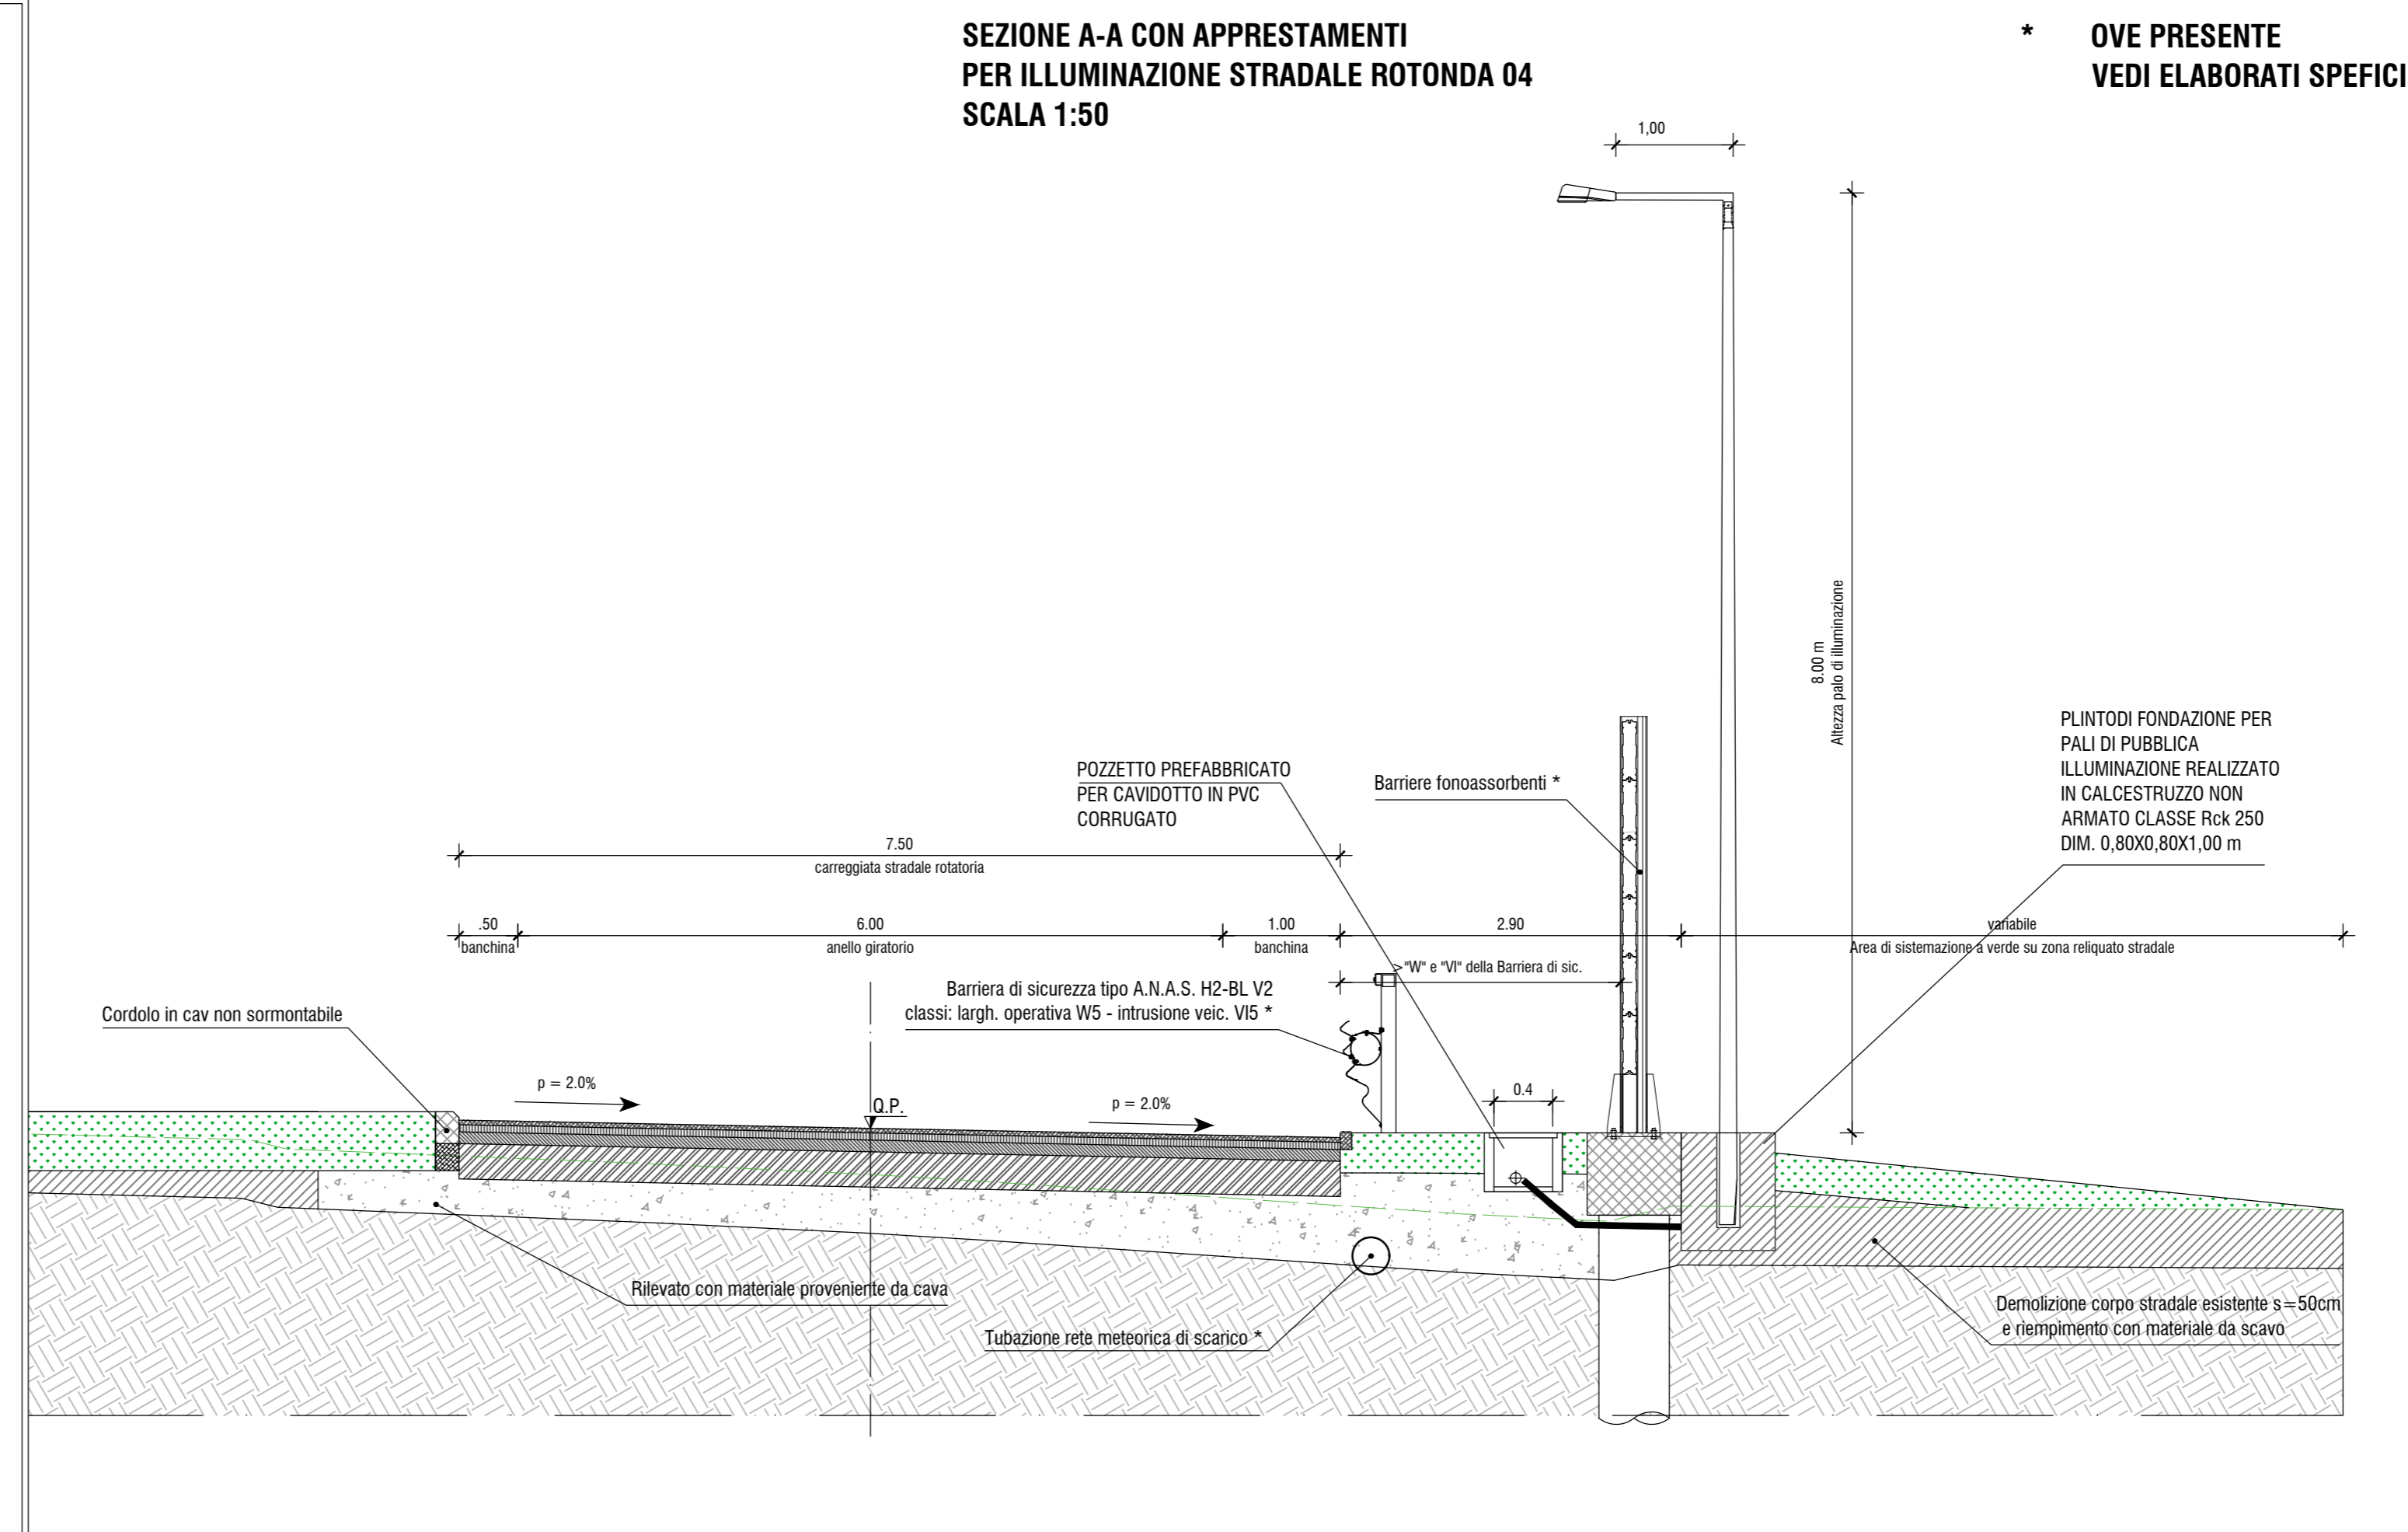 SEZIONE A-A CON APPRESTAMENTI
PER ILLUMINAZIONE STRADALE ROTONDA 04
SCALA 1:50
* OVE PRESENTE
VEDI ELABORATI SPEFICI
1,00
8.00 m
Altezza palo di illuminazione
PLINTODI FONDAZIONE PER
PALI DI PUBBLICA
ILLUMINAZIONE REALIZZATO
IN CALCESTRUZZO NON
ARMATO CLASSE Rck 250
DIM. 0,80X0,80X1,00 m
POZZETTO PREFABBRICATO
PER CAVIDOTTO IN PVC
CORRUGATO
Barriere fonoassorbenti *
7.50
carreggiata stradale rotatoria
.50
banchina
6.00
anello giratorio
1.00
banchina
2.90
variabile
Area di sistemazione a verde su zona reliquato stradale
>"W" e "VI" della Barriera di sic.
Barriera di sicurezza tipo A.N.A.S. H2-BL V2
classi: largh. operativa W5 - intrusione veic. VI5 *
Cordolo in cav non sormontabile
p = 2.0%
Q.P.
p = 2.0%
0.4
Rilevato con materiale proveniente da cava
Tubazione rete meteorica di scarico *
Demolizione corpo stradale esistente s=50cm
e riempimento con materiale da scavo